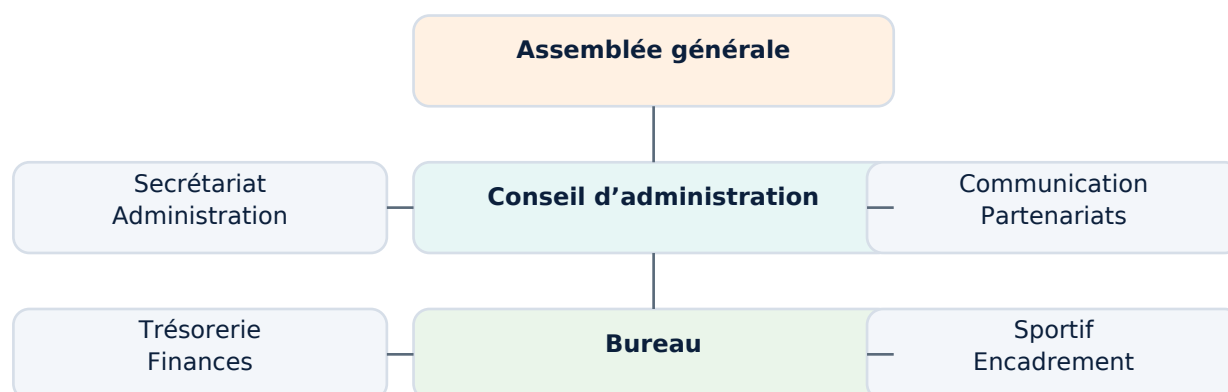 Assemblée générale
Secrétariat
Administration
Conseil d’administration
Communication
Partenariats
Trésorerie
Finances
Bureau
Sportif
Encadrement